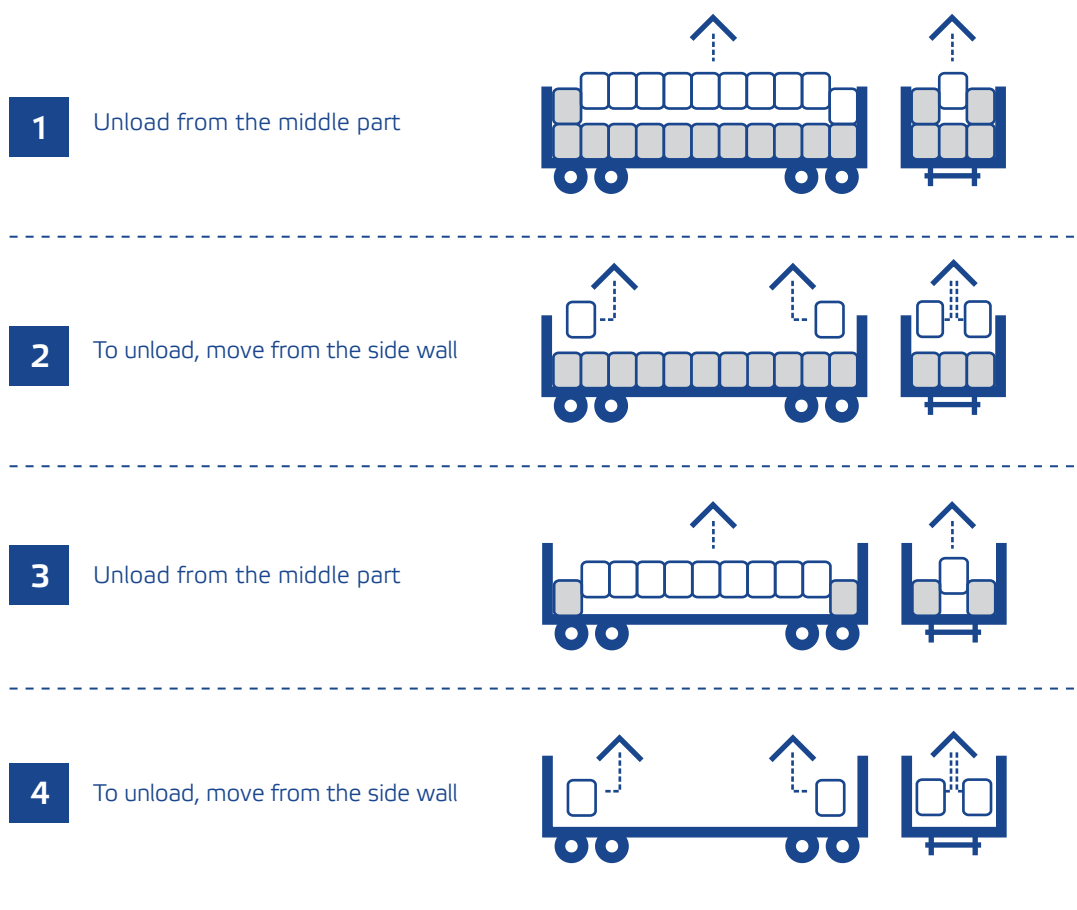 1
Unload from the middle part
2
To unload, move from the side wall
3
Unload from the middle part
4
To unload, move from the side wall